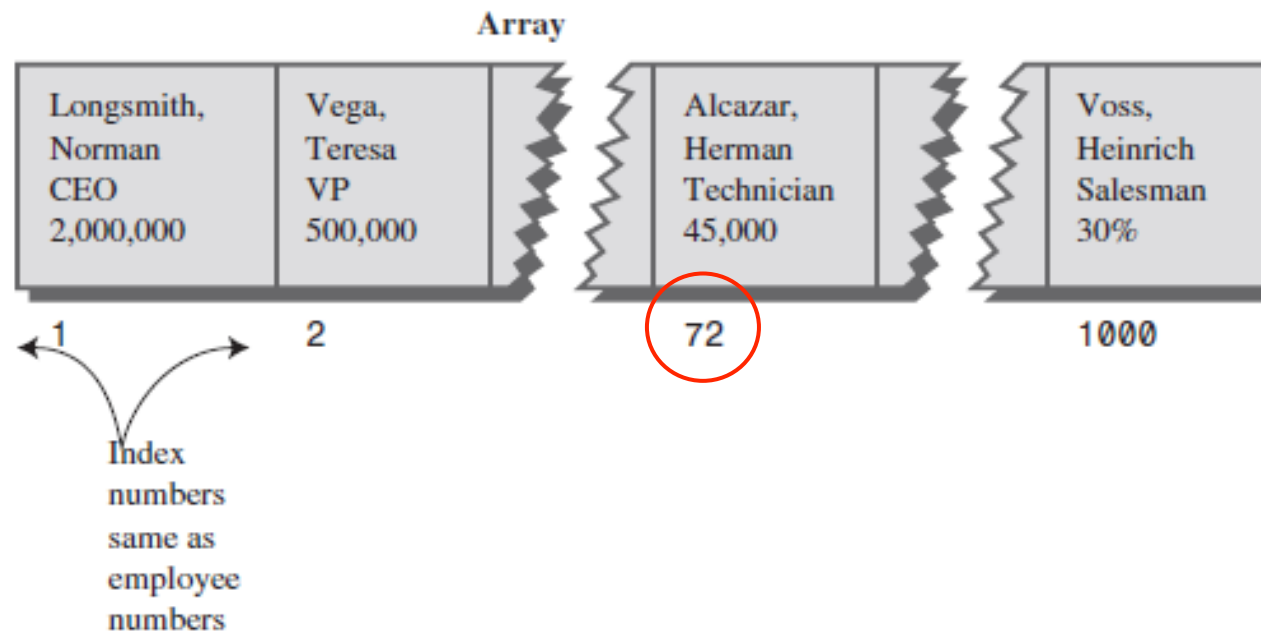 Array
Longsmith,
Norman
CEO
2,000,000
Vega,
Teresa
VP
500,000
Alcazar,
Herman
Technician
45,000
Voss,
Heinrich
Salesman
30%
1
2
72
1000
Index
numbers
same as
employee
numbers